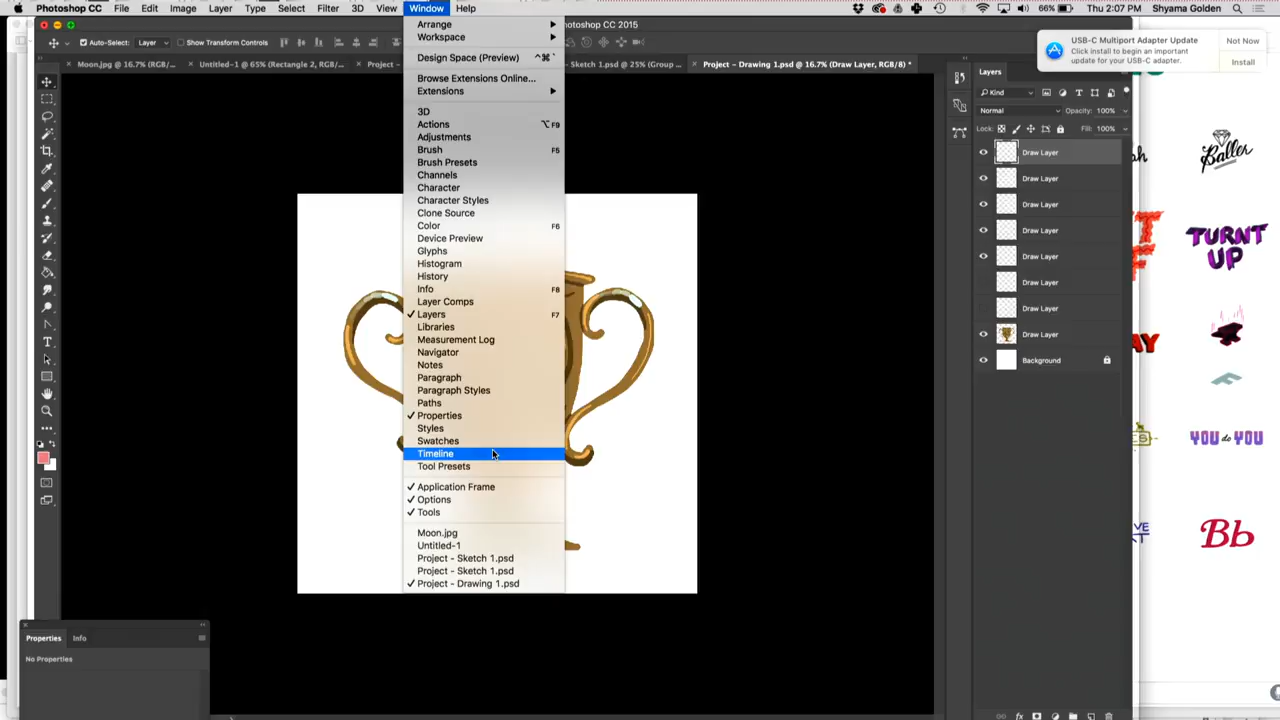 Photoshop CC File Edit Image Layer Type Select Filter 3D View Window Help 66% Thu 2:07 PM Shyama Golden
Photoshop CC 2015
Auto-Select: Layer Show Transform Controls
Moon.jpg @ 16.7% (RGB/... Untitled-1 @ 65% (Rectangle 2, RGB/... Project - Sketch 1.psd @ 25% (Group ... Project - Drawing 1.psd @ 16.7% (Draw Layer, RGB/8) *
USB-C Multiport Adapter Update
Click install to begin an important
update for your USB-C adapter.
Not Now
Install
Arrange
Workspace
Design Space (Preview) ⌃⌘`
Browse Extensions Online...
Extensions
3D
Actions ⌥F9
Adjustments
Brush F5
Brush Presets
Channels
Character
Character Styles
Clone Source
Color F6
Device Preview
Glyphs
Histogram
History
Info F8
Layer Comps
✓ Layers F7
Libraries
Measurement Log
Navigator
Notes
Paragraph
Paragraph Styles
Paths
✓ Properties
Styles
Swatches
Timeline
Tool Presets
✓ Application Frame
✓ Options
✓ Tools
Moon.jpg
Untitled-1
Project - Sketch 1.psd
Project - Sketch 1.psd
✓ Project - Drawing 1.psd
Properties Info
No Properties
Layers
Kind
Normal Opacity: 100%
Lock: Fill: 100%
Draw Layer
Draw Layer
Draw Layer
Draw Layer
Draw Layer
Draw Layer
Draw Layer
Draw Layer
Background
Baller
TURNT
UP
YOU do YOU
Bb